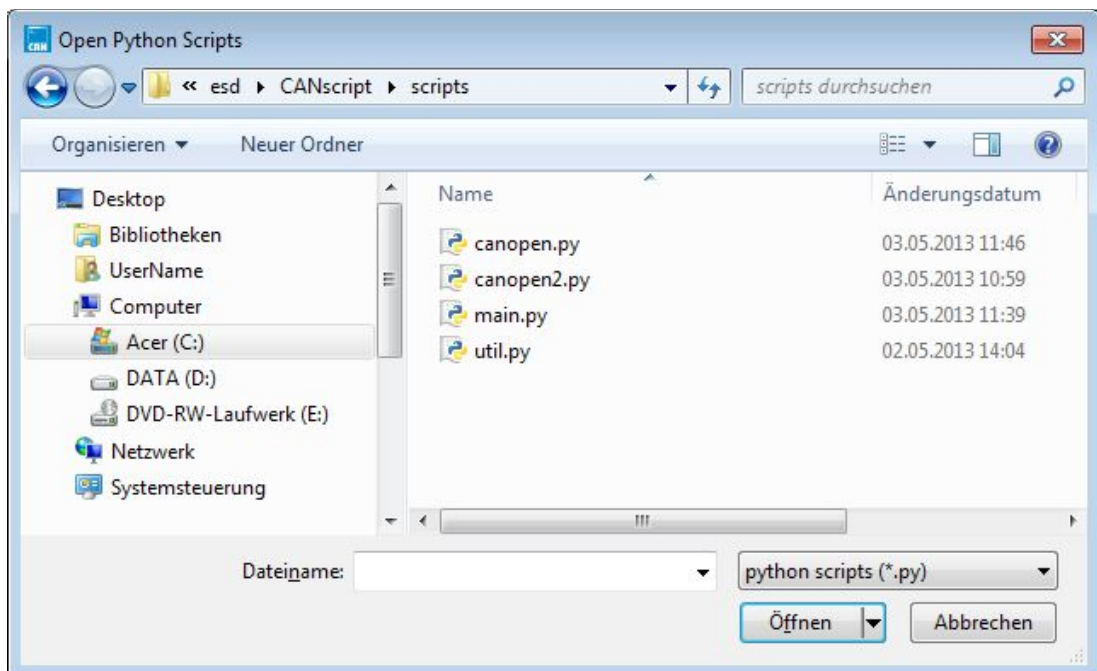 CAN Open Python Scripts
« esd CANscript scripts scripts durchsuchen
Organisieren Neuer Ordner
Desktop
Bibliotheken
UserName
Computer
Acer (C:)
DATA (D:)
DVD-RW-Laufwerk (E:)
Netzwerk
Systemsteuerung
Name Änderungsdatum
canopen.py 03.05.2013 11:46
canopen2.py 03.05.2013 10:59
main.py 03.05.2013 11:39
util.py 02.05.2013 14:04
Dateiname: python scripts (*.py)
Öffnen Abbrechen